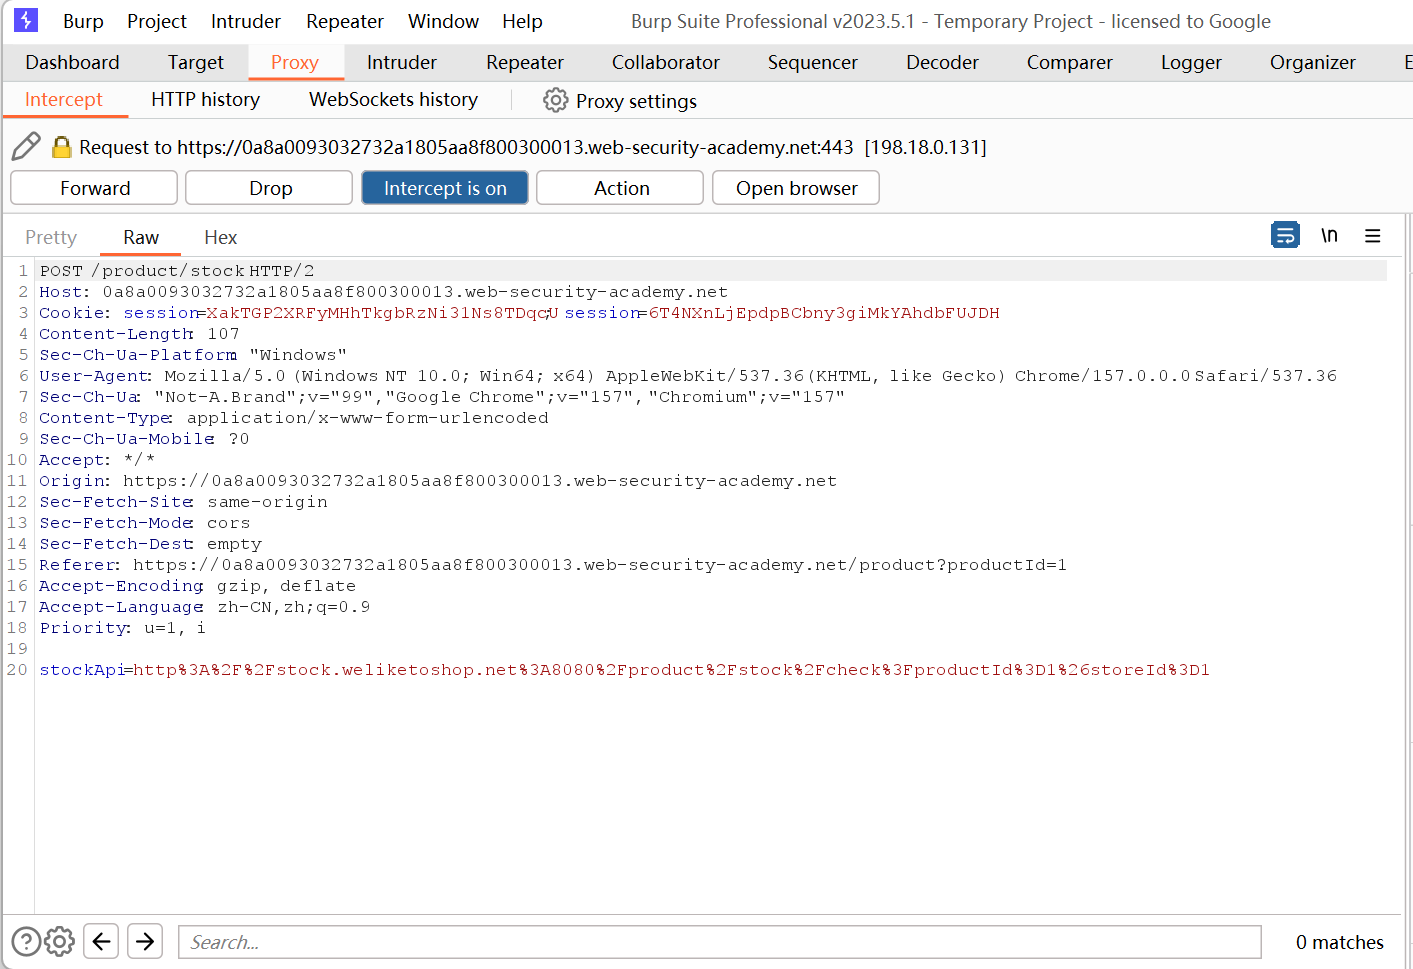 Burp Project Intruder Repeater Window Help Burp Suite Professional v2023.5.1 - Temporary Project - licensed to Google
Dashboard Target Proxy Intruder Repeater Collaborator Sequencer Decoder Comparer Logger Organizer E
Intercept HTTP history WebSockets history Proxy settings
Request to https://0a8a0093032732a1805aa8f800300013.web-security-academy.net:443 [198.18.0.131]
Forward Drop Intercept is on Action Open browser
Pretty Raw Hex \n
1 POST /product/stock HTTP/2
2 Host: 0a8a0093032732a1805aa8f800300013.web-security-academy.net
3 Cookie: session=XakTGP2XRFyMHhTkgbRzNi31Ns8TDqcU; session=6T4NXnLjEpdpBCbny3giMkYAhdbFUJDH
4 Content-Length: 107
5 Sec-Ch-Ua-Platform: "Windows"
6 User-Agent: Mozilla/5.0 (Windows NT 10.0; Win64; x64) AppleWebKit/537.36 (KHTML, like Gecko) Chrome/157.0.0.0 Safari/537.36
7 Sec-Ch-Ua: "Not-A.Brand";v="99", "Google Chrome";v="157", "Chromium";v="157"
8 Content-Type: application/x-www-form-urlencoded
9 Sec-Ch-Ua-Mobile: ?0
10 Accept: */*
11 Origin: https://0a8a0093032732a1805aa8f800300013.web-security-academy.net
12 Sec-Fetch-Site: same-origin
13 Sec-Fetch-Mode: cors
14 Sec-Fetch-Dest: empty
15 Referer: https://0a8a0093032732a1805aa8f800300013.web-security-academy.net/product?productId=1
16 Accept-Encoding: gzip, deflate
17 Accept-Language: zh-CN,zh;q=0.9
18 Priority: u=1, i
19
20 stockApi=http%3A%2F%2Fstock.weliketoshop.net%3A8080%2Fproduct%2Fstock%2Fcheck%3FproductId%3D1%26storeId%3D1
Search... 0 matches